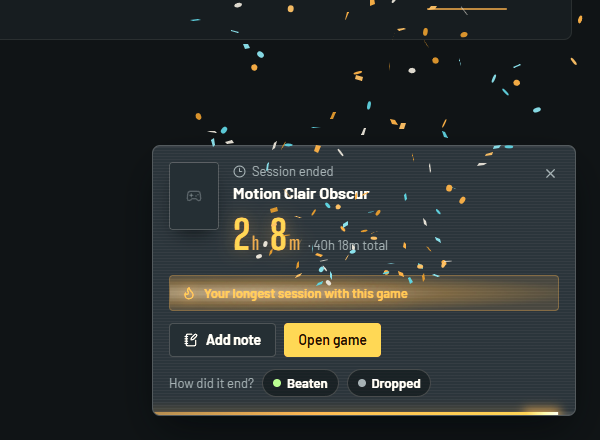 Session ended
Motion Clair Obscur
2h 8m · 40h 18m total
Your longest session with this game
Add note
Open game
How did it end? Beaten Dropped